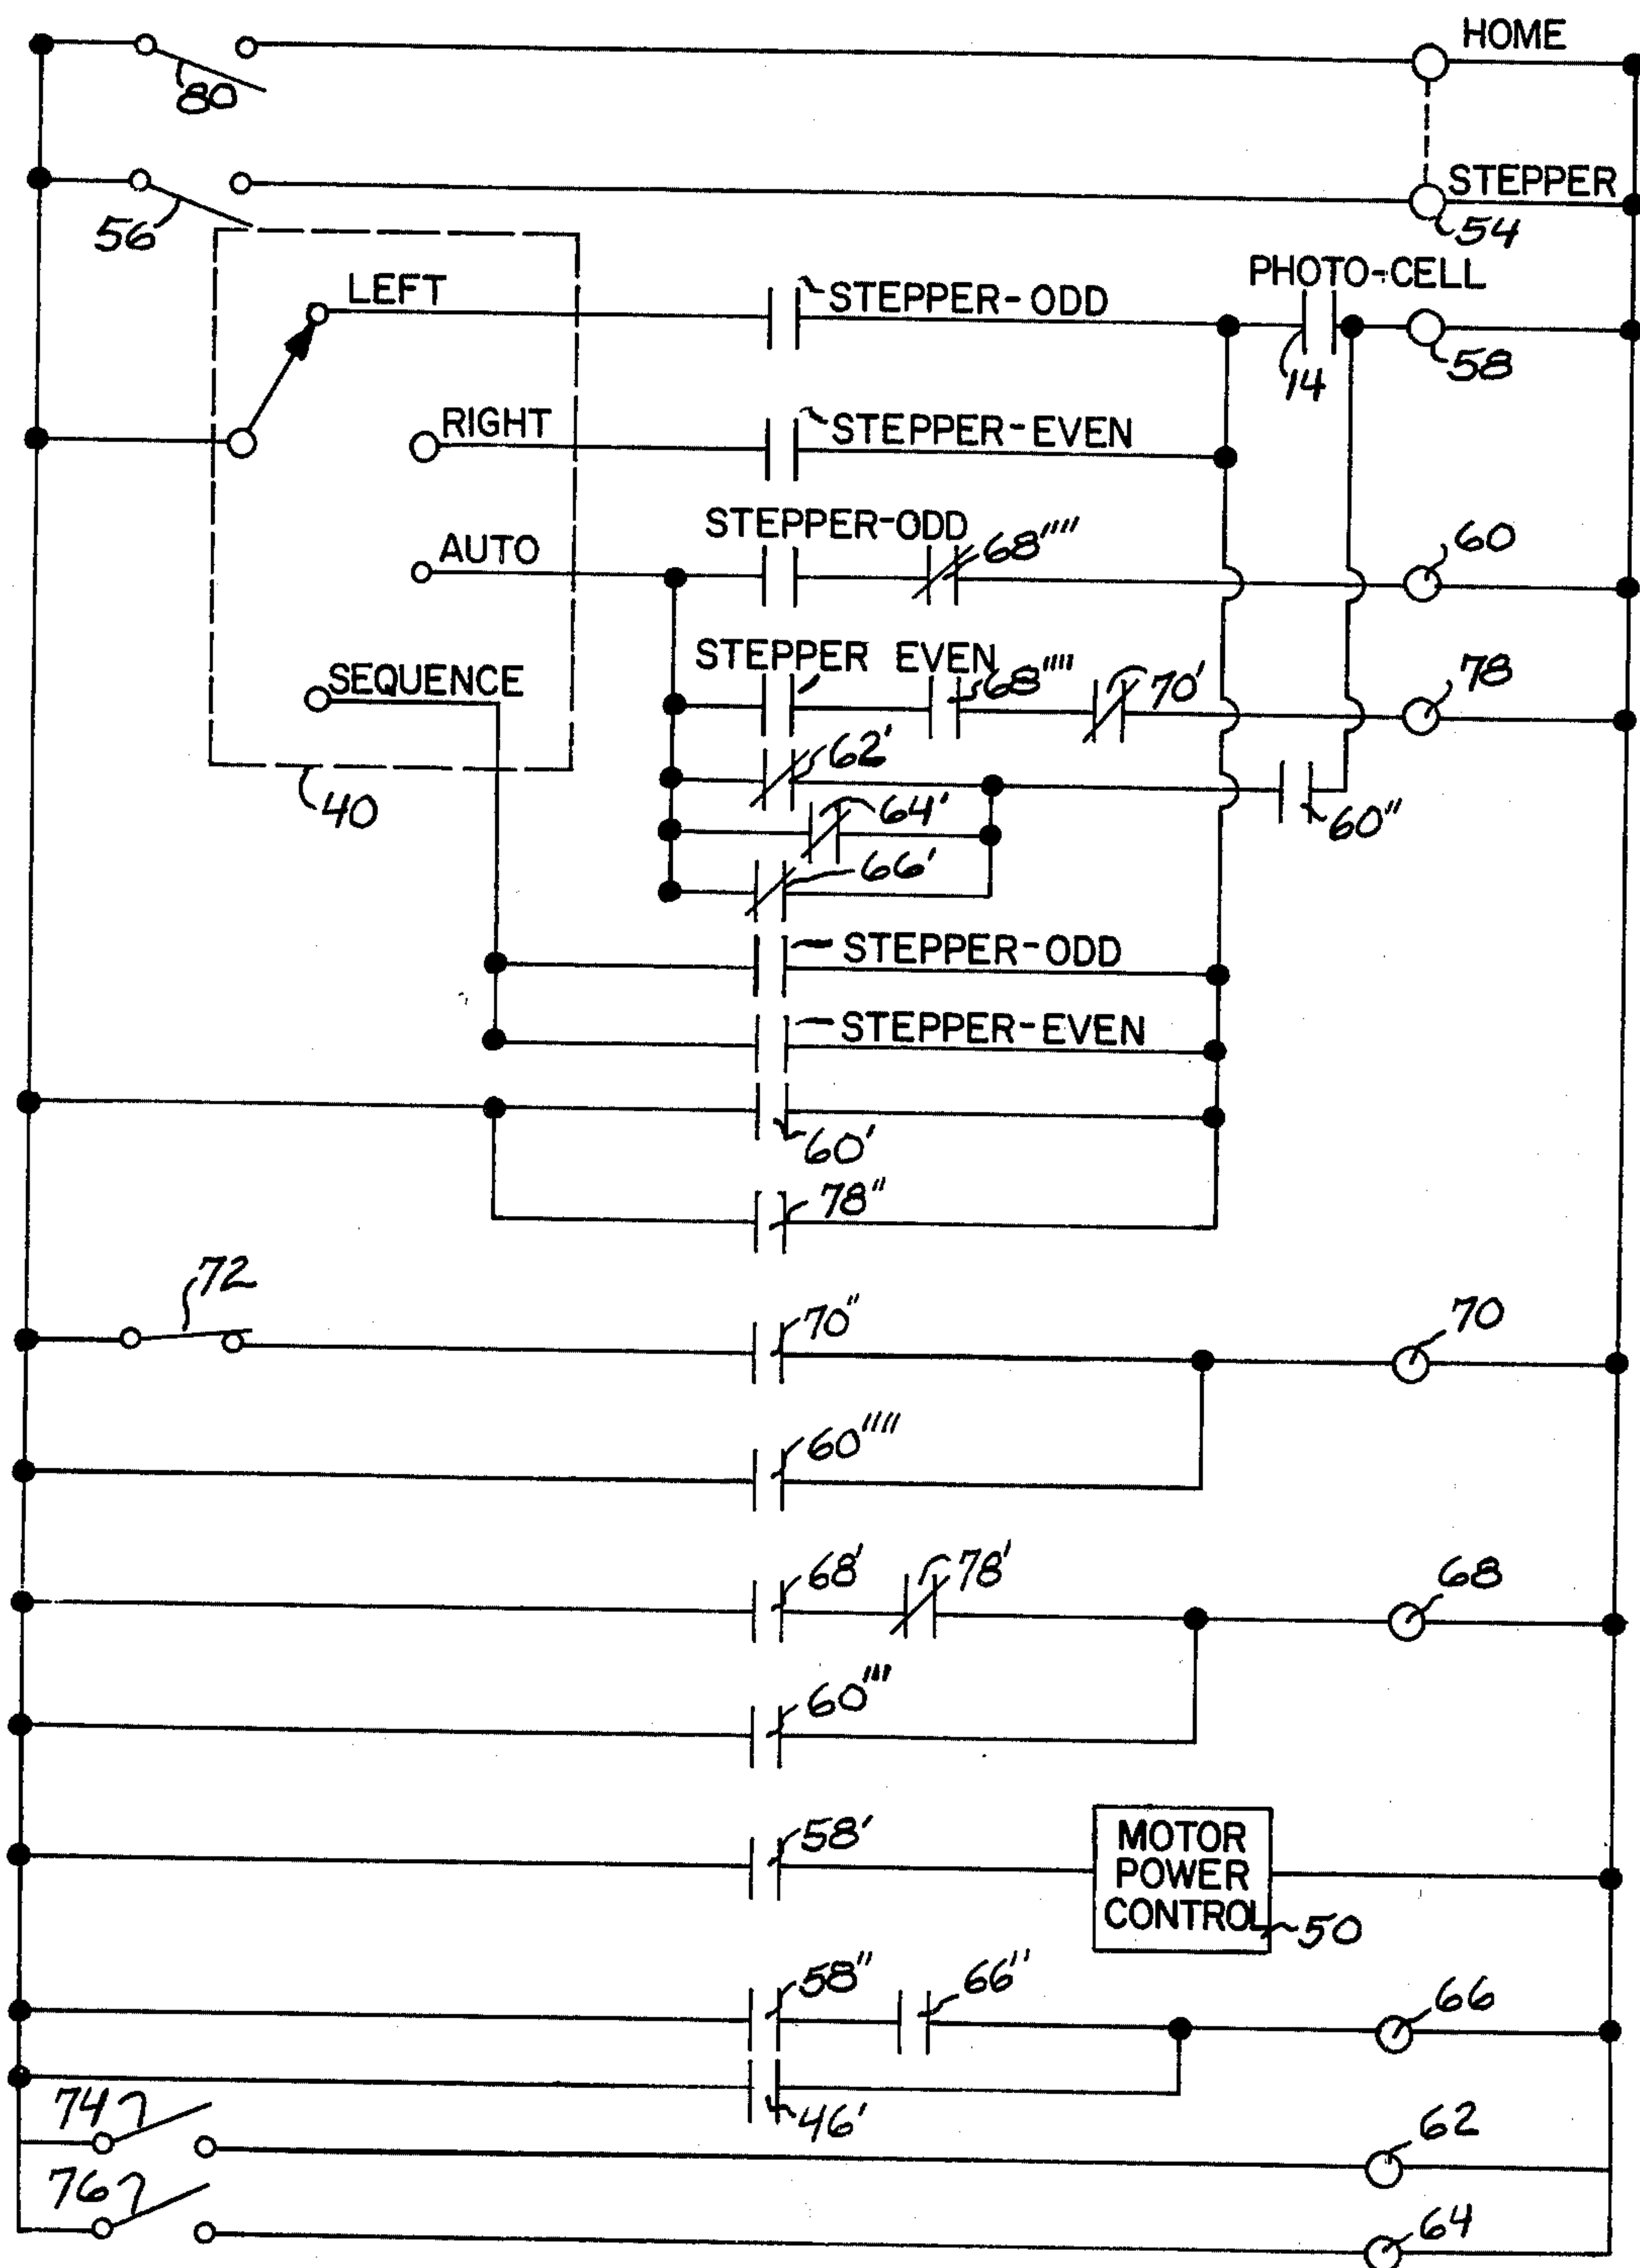 HOME
80
STEPPER
56
54
PHOTO-CELL
LEFT
STEPPER-ODD
14
58
RIGHT
STEPPER-EVEN
STEPPER-ODD
68''''
60
AUTO
STEPPER EVEN
68''''
70'
78
SEQUENCE
62'
40
64'
60"
66'
STEPPER-ODD
STEPPER-EVEN
60'
78"
72
70"
70
60''''
68'
78'
68
60'''
58'
MOTOR
POWER
CONTROL
50
58"
66"
66
74
46'
62
76
64